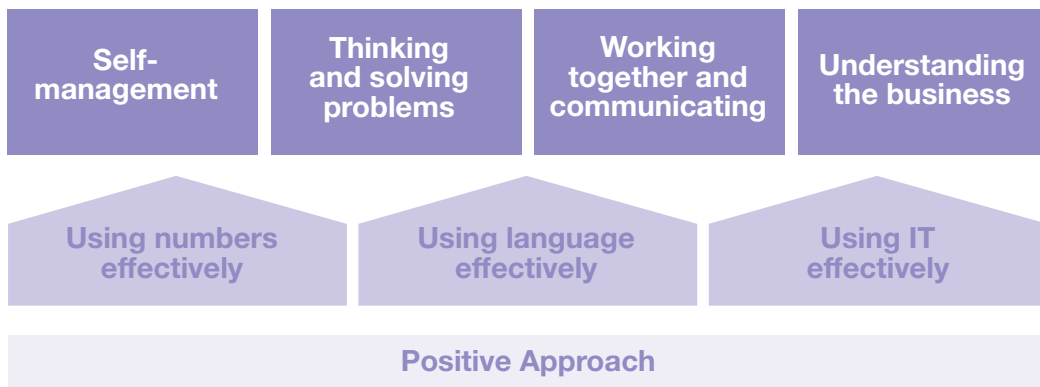 Self-
management
Thinking
and solving
problems
Working
together and
communicating
Understanding
the business
Using numbers
effectively
Using language
effectively
Using IT
effectively
Positive Approach